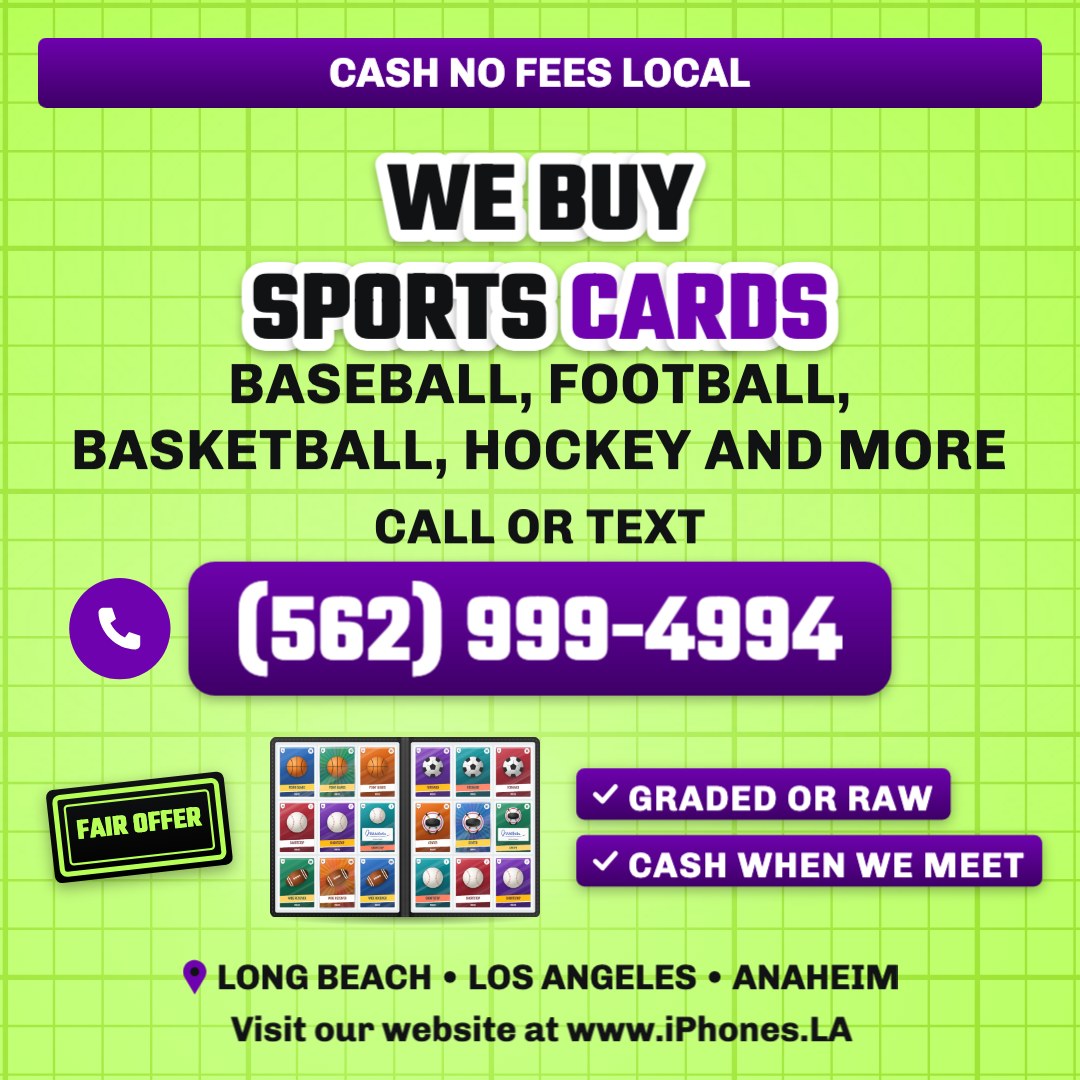 CASH NO FEES LOCAL
WE BUY
SPORTS CARDS
BASEBALL, FOOTBALL,
BASKETBALL, HOCKEY AND MORE
CALL OR TEXT
(562) 999-4994
FAIR OFFER
GRADED OR RAW
CASH WHEN WE MEET
LONG BEACH • LOS ANGELES • ANAHEIM
Visit our website at www.iPhones.LA